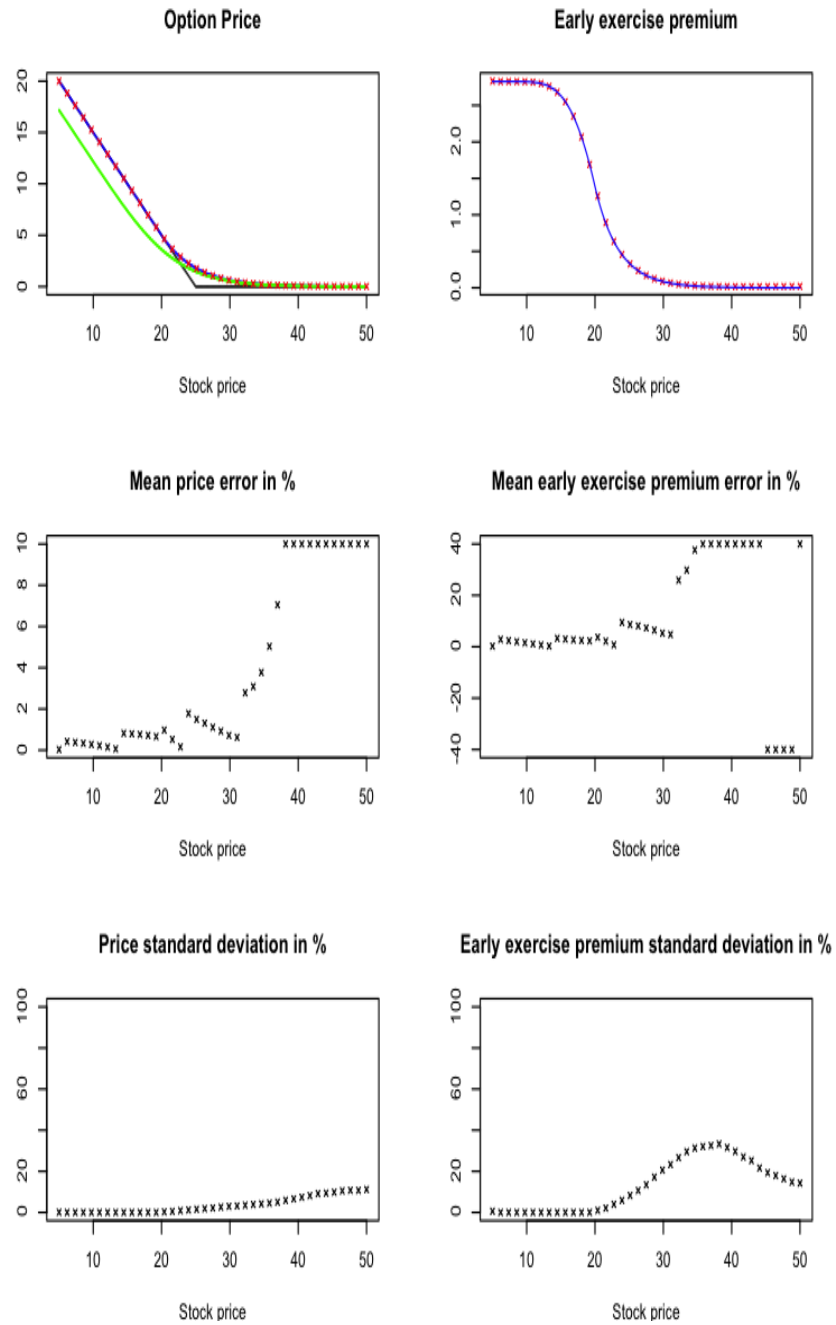 Option Price
20
15
10
5
0
10 20 30 40 50
Stock price
Early exercise premium
2.0
1.0
0.0
10 20 30 40 50
Stock price
Mean price error in %
10
8
6
4
2
0
10 20 30 40 50
Stock price
Mean early exercise premium error in %
40
20
0
-20
-40
10 20 30 40 50
Stock price
Price standard deviation in %
100
60
20
0
10 20 30 40 50
Stock price
Early exercise premium standard deviation in %
100
60
20
0
10 20 30 40 50
Stock price